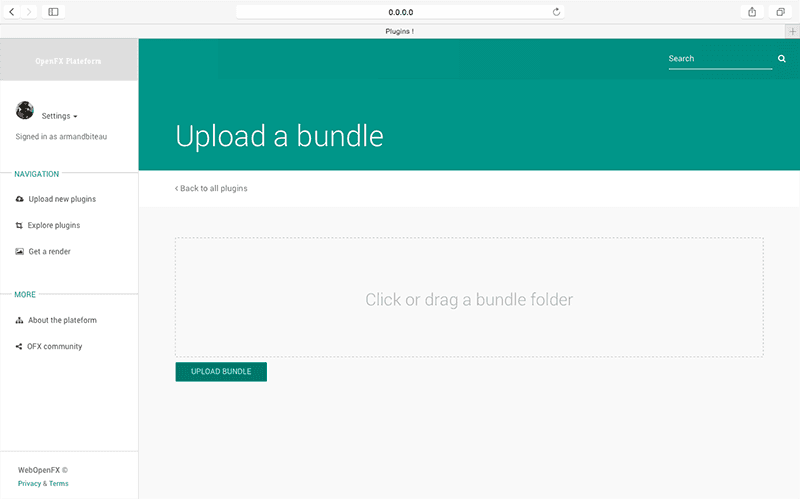 0.0.0.0
Plugins !
OpenFX Plateform
Search
Settings
Signed in as armandbiteau
Upload a bundle
NAVIGATION
Back to all plugins
Upload new plugins
Explore plugins
Get a render
Click or drag a bundle folder
MORE
About the plateform
OFX community
UPLOAD BUNDLE
WebOpenFX ©
Privacy & Terms